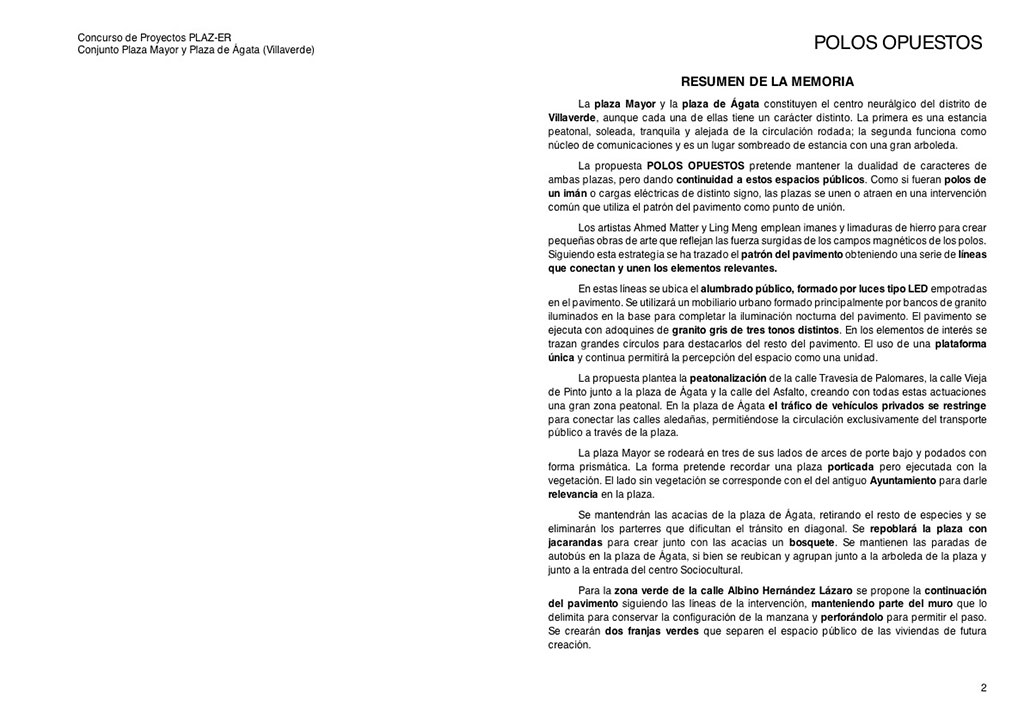 Concurso de Proyectos PLAZ-ER
Conjunto Plaza Mayor y Plaza de Ágata (Villaverde)
POLOS OPUESTOS
RESUMEN DE LA MEMORIA
La plaza Mayor y la plaza de Ágata constituyen el centro neurálgico del distrito de
Villaverde, aunque cada una de ellas tiene un carácter distinto. La primera es una estancia
peatonal, soleada, tranquila y alejada de la circulación rodada; la segunda funciona como
núcleo de comunicaciones y es un lugar sombreado de estancia con una gran arboleda.
La propuesta POLOS OPUESTOS pretende mantener la dualidad de caracteres de
ambas plazas, pero dando continuidad a estos espacios públicos. Como si fueran polos de
un imán o cargas eléctricas de distinto signo, las plazas se unen o atraen en una intervención
común que utiliza el patrón del pavimento como punto de unión.
Los artistas Ahmed Matter y Ling Meng emplean imanes y limaduras de hierro para crear
pequeñas obras de arte que reflejan las fuerza surgidas de los campos magnéticos de los polos.
Siguiendo esta estrategia se ha trazado el patrón del pavimento obteniendo una serie de líneas
que conectan y unen los elementos relevantes.
En estas líneas se ubica el alumbrado público, formado por luces tipo LED empotradas
en el pavimento. Se utilizará un mobiliario urbano formado principalmente por bancos de granito
iluminados en la base para completar la iluminación nocturna del pavimento. El pavimento se
ejecuta con adoquines de granito gris de tres tonos distintos. En los elementos de interés se
trazan grandes círculos para destacarlos del resto del pavimento. El uso de una plataforma
única y continua permitirá la percepción del espacio como una unidad.
La propuesta plantea la peatonalización de la calle Travesía de Palomares, la calle Vieja
de Pinto junto a la plaza de Ágata y la calle del Asfalto, creando con todas estas actuaciones
una gran zona peatonal. En la plaza de Ágata el tráfico de vehículos privados se restringe
para conectar las calles aledañas, permitiéndose la circulación exclusivamente del transporte
público a través de la plaza.
La plaza Mayor se rodeará en tres de sus lados de arces de porte bajo y podados con
forma prismática. La forma pretende recordar una plaza porticada pero ejecutada con la
vegetación. El lado sin vegetación se corresponde con el del antiguo Ayuntamiento para darle
relevancia en la plaza.
Se mantendrán las acacias de la plaza de Ágata, retirando el resto de especies y se
eliminarán los parterres que dificultan el tránsito en diagonal. Se repoblará la plaza con
jacarandas para crear junto con las acacias un bosquete. Se mantienen las paradas de
autobús en la plaza de Ágata, si bien se reubican y agrupan junto a la arboleda de la plaza y
junto a la entrada del centro Sociocultural.
Para la zona verde de la calle Albino Hernández Lázaro se propone la continuación
del pavimento siguiendo las líneas de la intervención, manteniendo parte del muro que lo
delimita para conservar la configuración de la manzana y perforándolo para permitir el paso.
Se crearán dos franjas verdes que separen el espacio público de las viviendas de futura
creación.
2